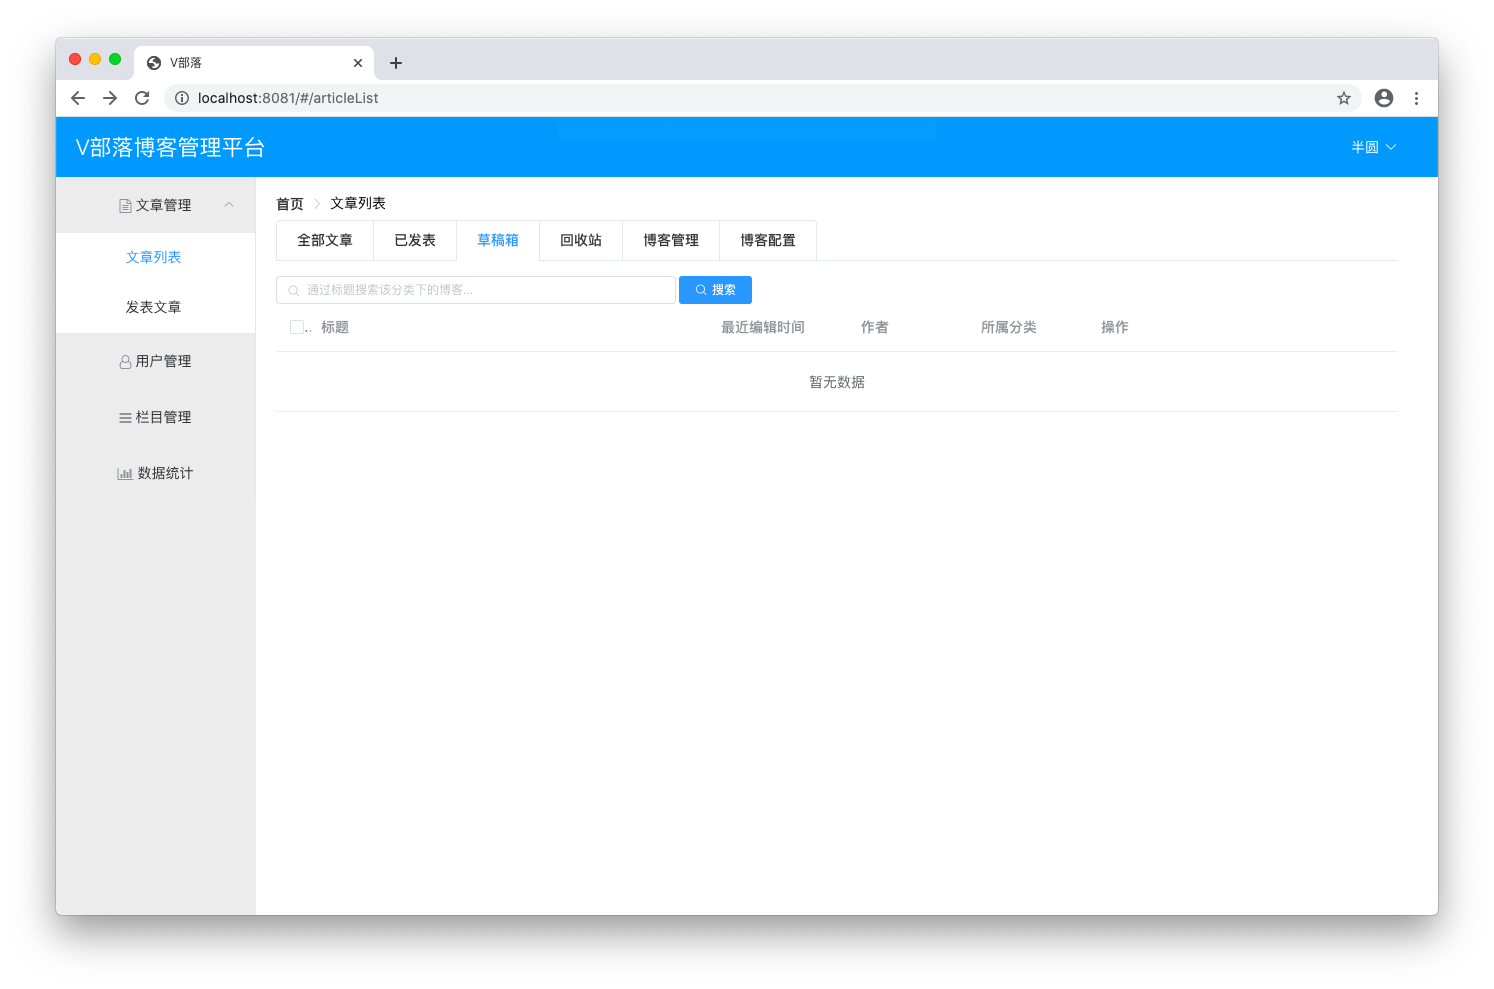 V部落
localhost:8081/#/articleList
V部落博客管理平台
半圆
文章管理
文章列表
发表文章
用户管理
栏目管理
数据统计
首页 文章列表
全部文章 已发表 草稿箱 回收站 博客管理 博客配置
通过标题搜索该分类下的博客... 搜索
.. 标题 最近编辑时间 作者 所属分类 操作
暂无数据